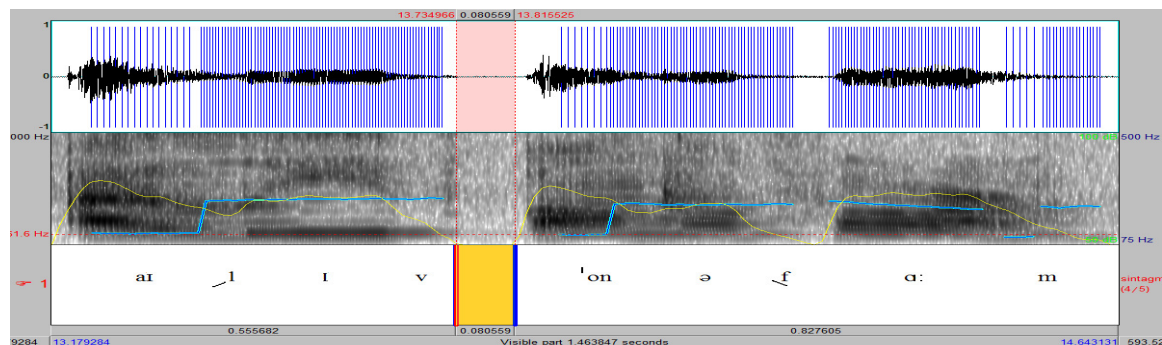 13.734966 0.080559 13.815525
1
0
-1
000 Hz
500 Hz
51.6 Hz
75 Hz
☞ 1
aɪ ˏl ɪ v ˈon ə ˏf ɑ: m
sintagm
(4/5)
0.555682 0.080559 0.827605
9284 13.179284 Visible part 1.463847 seconds 14.643131 593.52